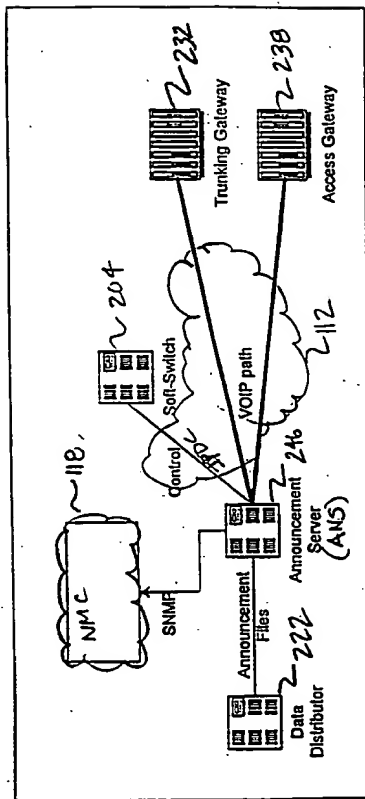 118
NMC
SNMP
204
Soft-Switch
Control
IPDC
232
Trunking Gateway
VOIP path
238
Access Gateway
112
246
Announcement
Server
(ANS)
Announcement
Files
222
Data
Distributor